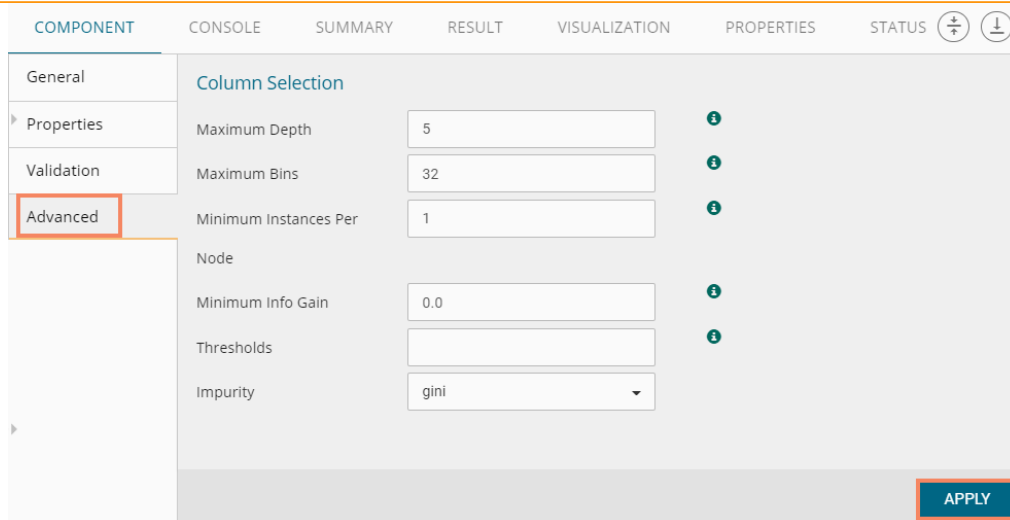 COMPONENT CONSOLE SUMMARY RESULT VISUALIZATION PROPERTIES STATUS
General
Properties
Validation
Advanced
Column Selection
Maximum Depth 5
Maximum Bins 32
Minimum Instances Per 1
Node
Minimum Info Gain 0.0
Thresholds
Impurity gini
APPLY